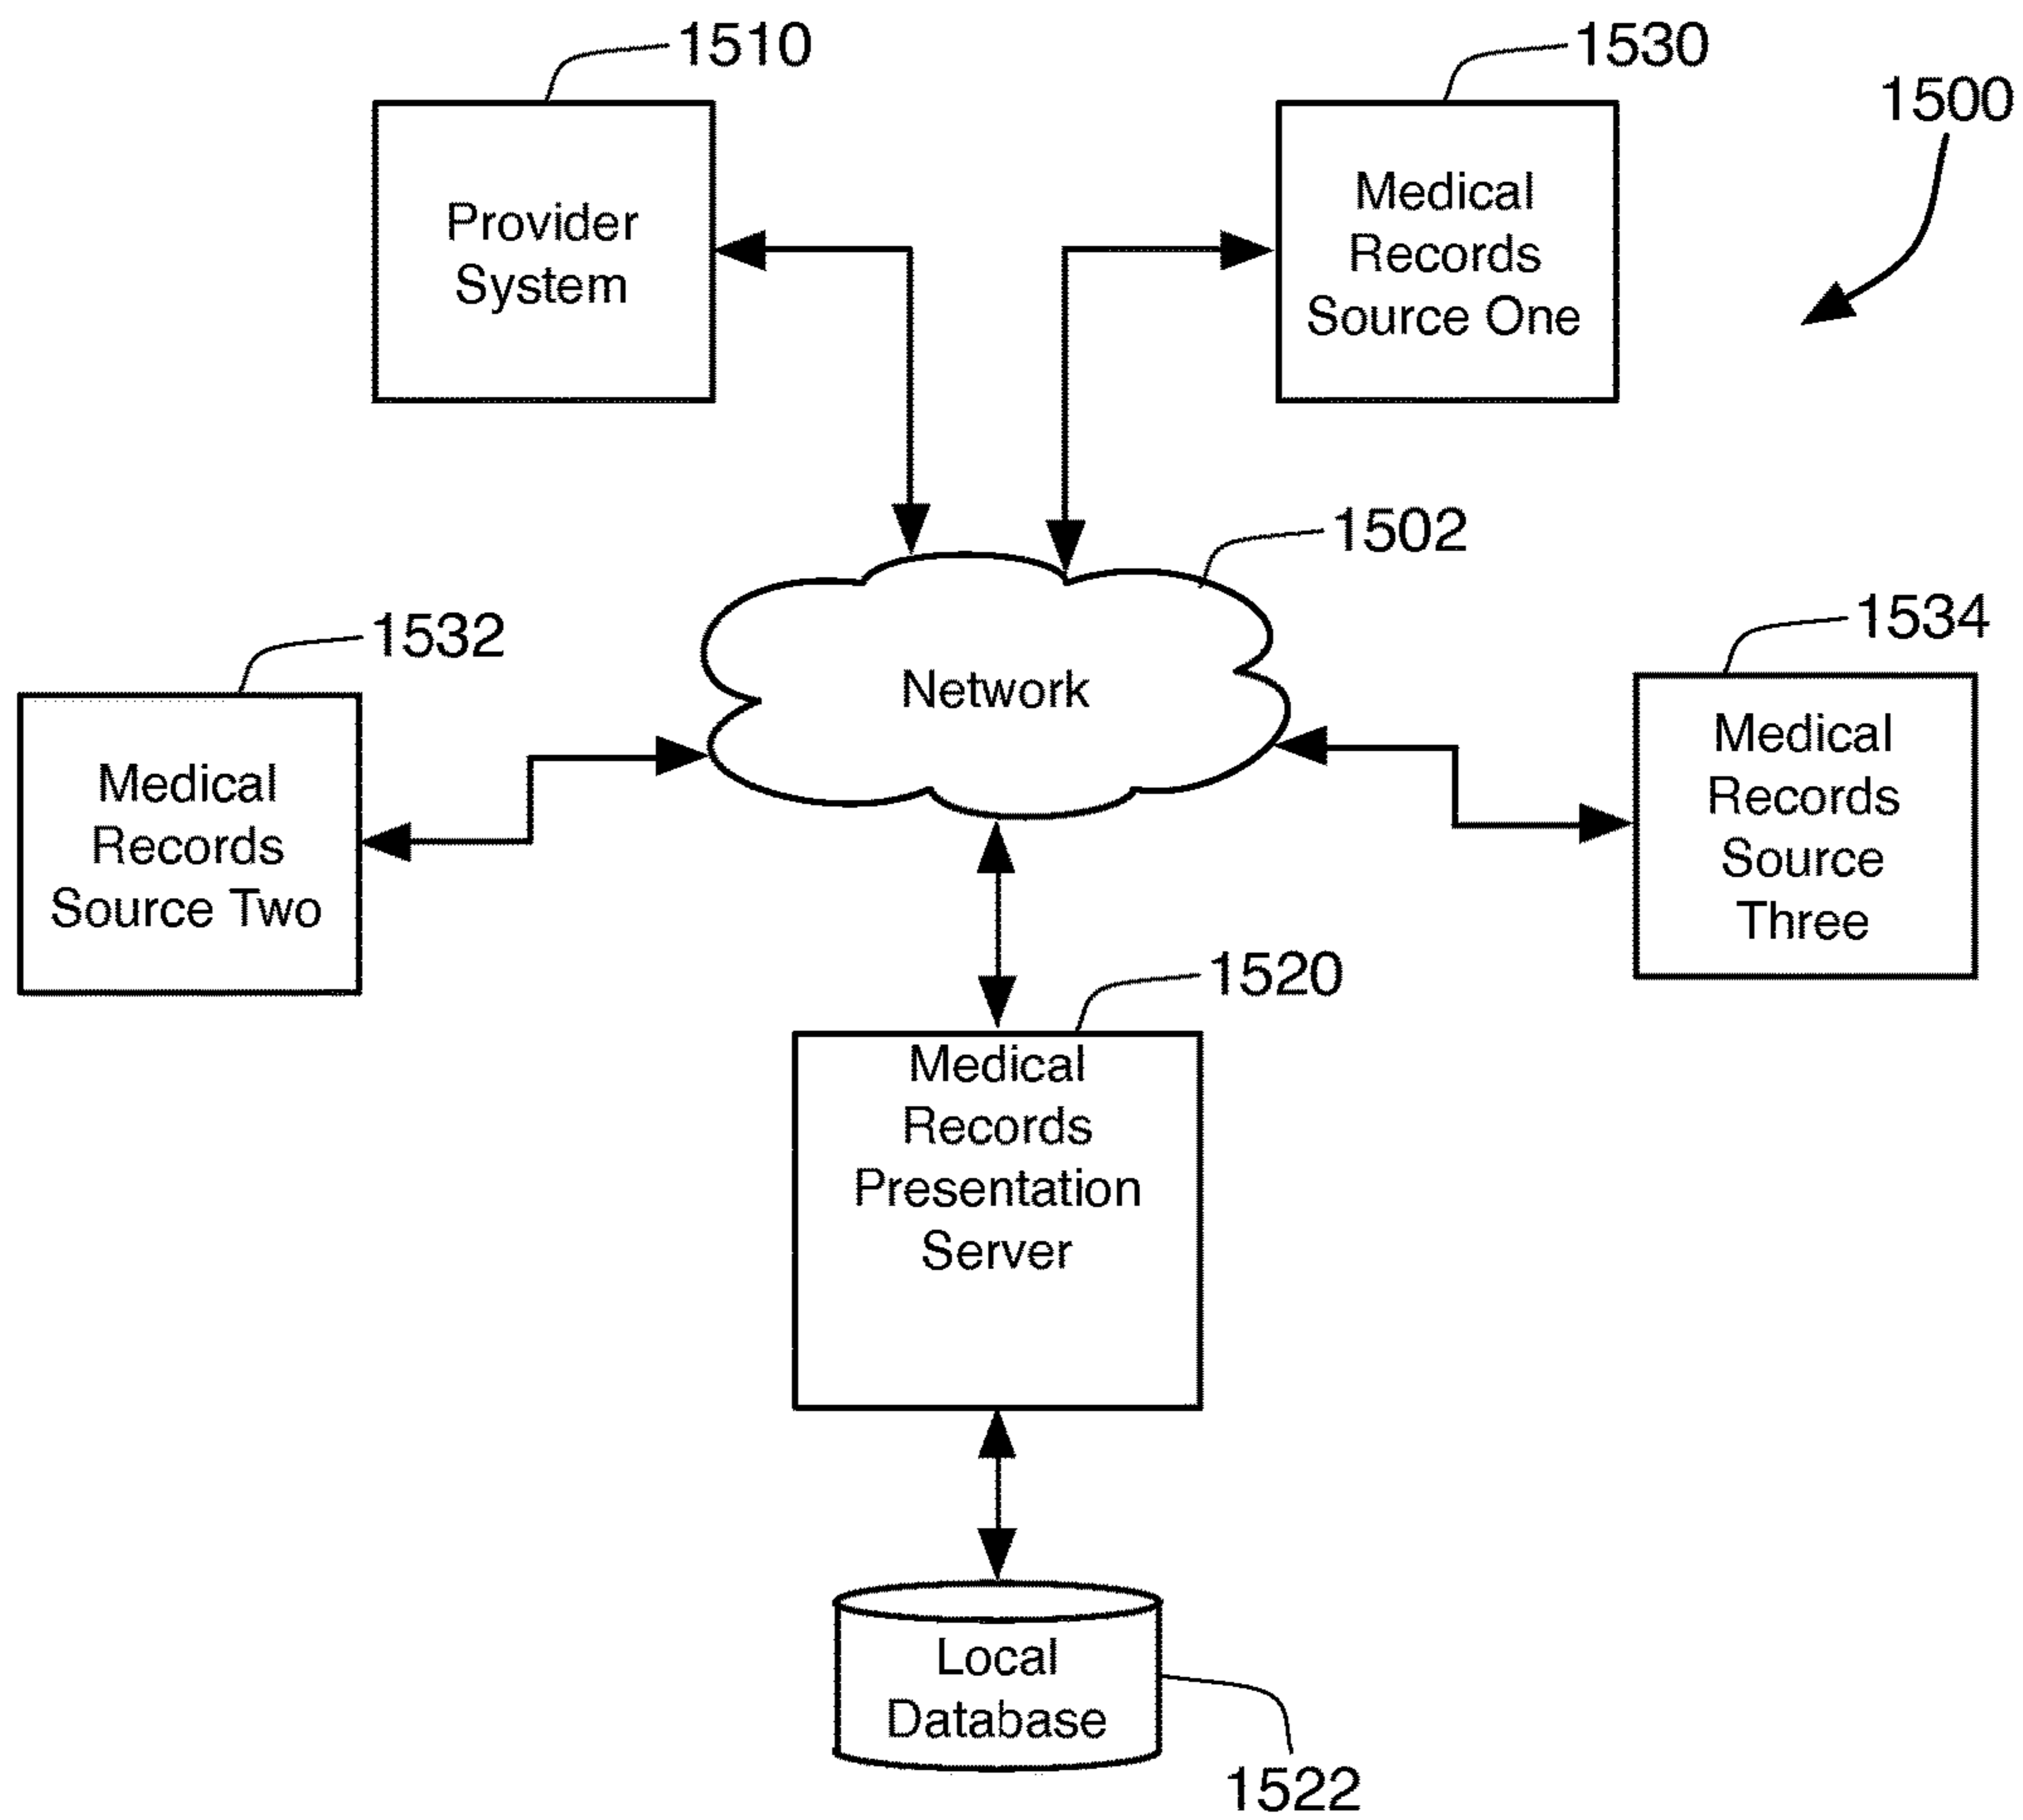 1510
1530
1500
Provider
System
Medical
Records
Source One
1502
1532
1534
Network
Medical
Records
Source Two
Medical
Records
Source
Three
1520
Medical
Records
Presentation
Server
Local
Database
1522